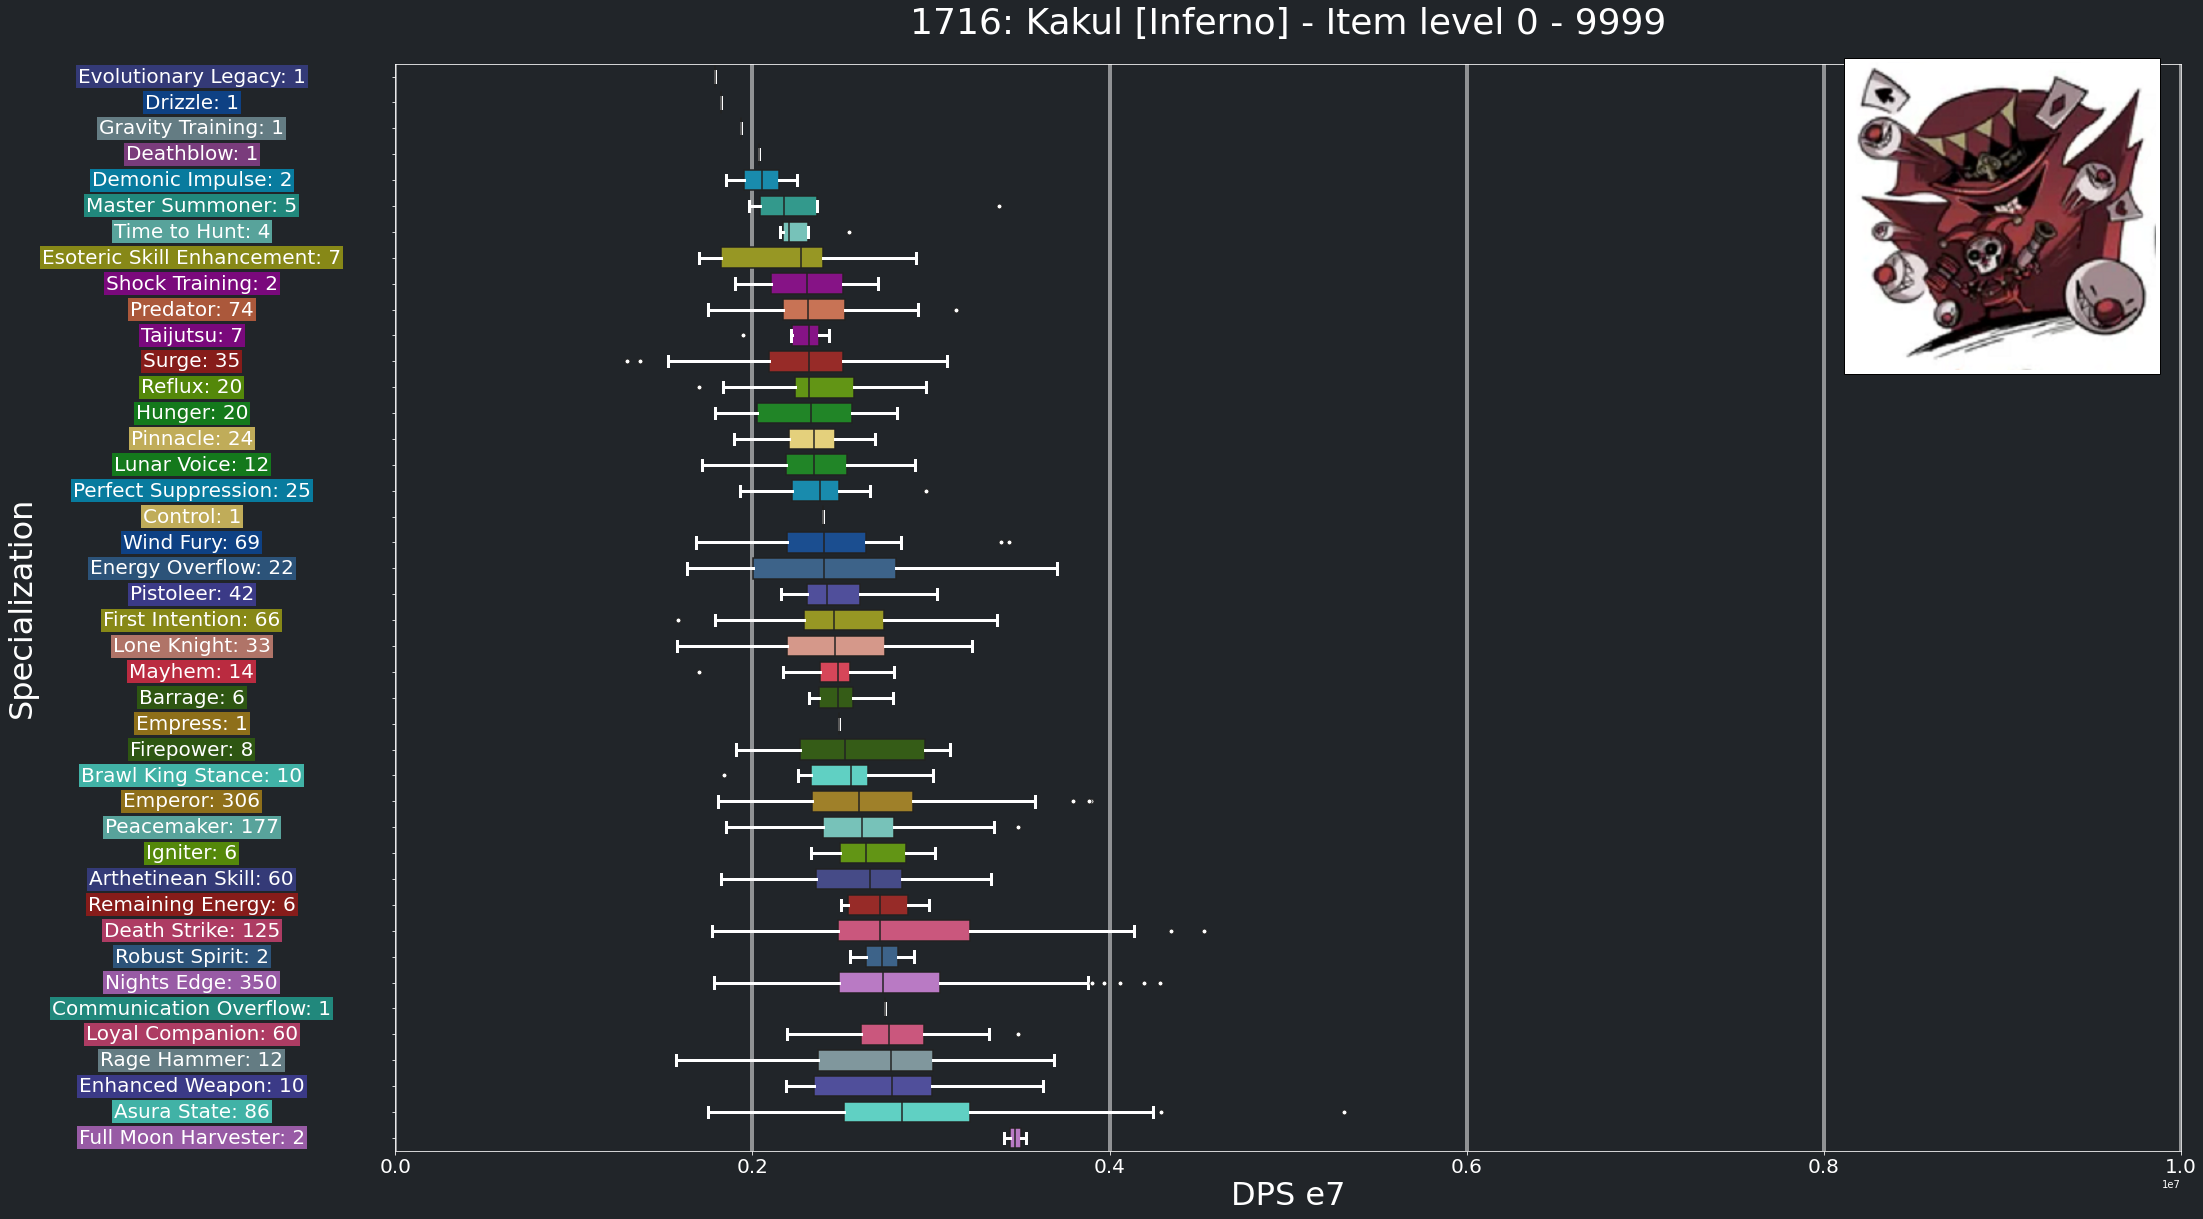 1716: Kakul [Inferno] - Item level 0 - 9999
Specialization
Evolutionary Legacy: 1
Drizzle: 1
Gravity Training: 1
Deathblow: 1
Demonic Impulse: 2
Master Summoner: 5
Time to Hunt: 4
Esoteric Skill Enhancement: 7
Shock Training: 2
Predator: 74
Taijutsu: 7
Surge: 35
Reflux: 20
Hunger: 20
Pinnacle: 24
Lunar Voice: 12
Perfect Suppression: 25
Control: 1
Wind Fury: 69
Energy Overflow: 22
Pistoleer: 42
First Intention: 66
Lone Knight: 33
Mayhem: 14
Barrage: 6
Empress: 1
Firepower: 8
Brawl King Stance: 10
Emperor: 306
Peacemaker: 177
Igniter: 6
Arthetinean Skill: 60
Remaining Energy: 6
Death Strike: 125
Robust Spirit: 2
Nights Edge: 350
Communication Overflow: 1
Loyal Companion: 60
Rage Hammer: 12
Enhanced Weapon: 10
Asura State: 86
Full Moon Harvester: 2
0.0 0.2 0.4 0.6 0.8 1.0
1e7
DPS e7